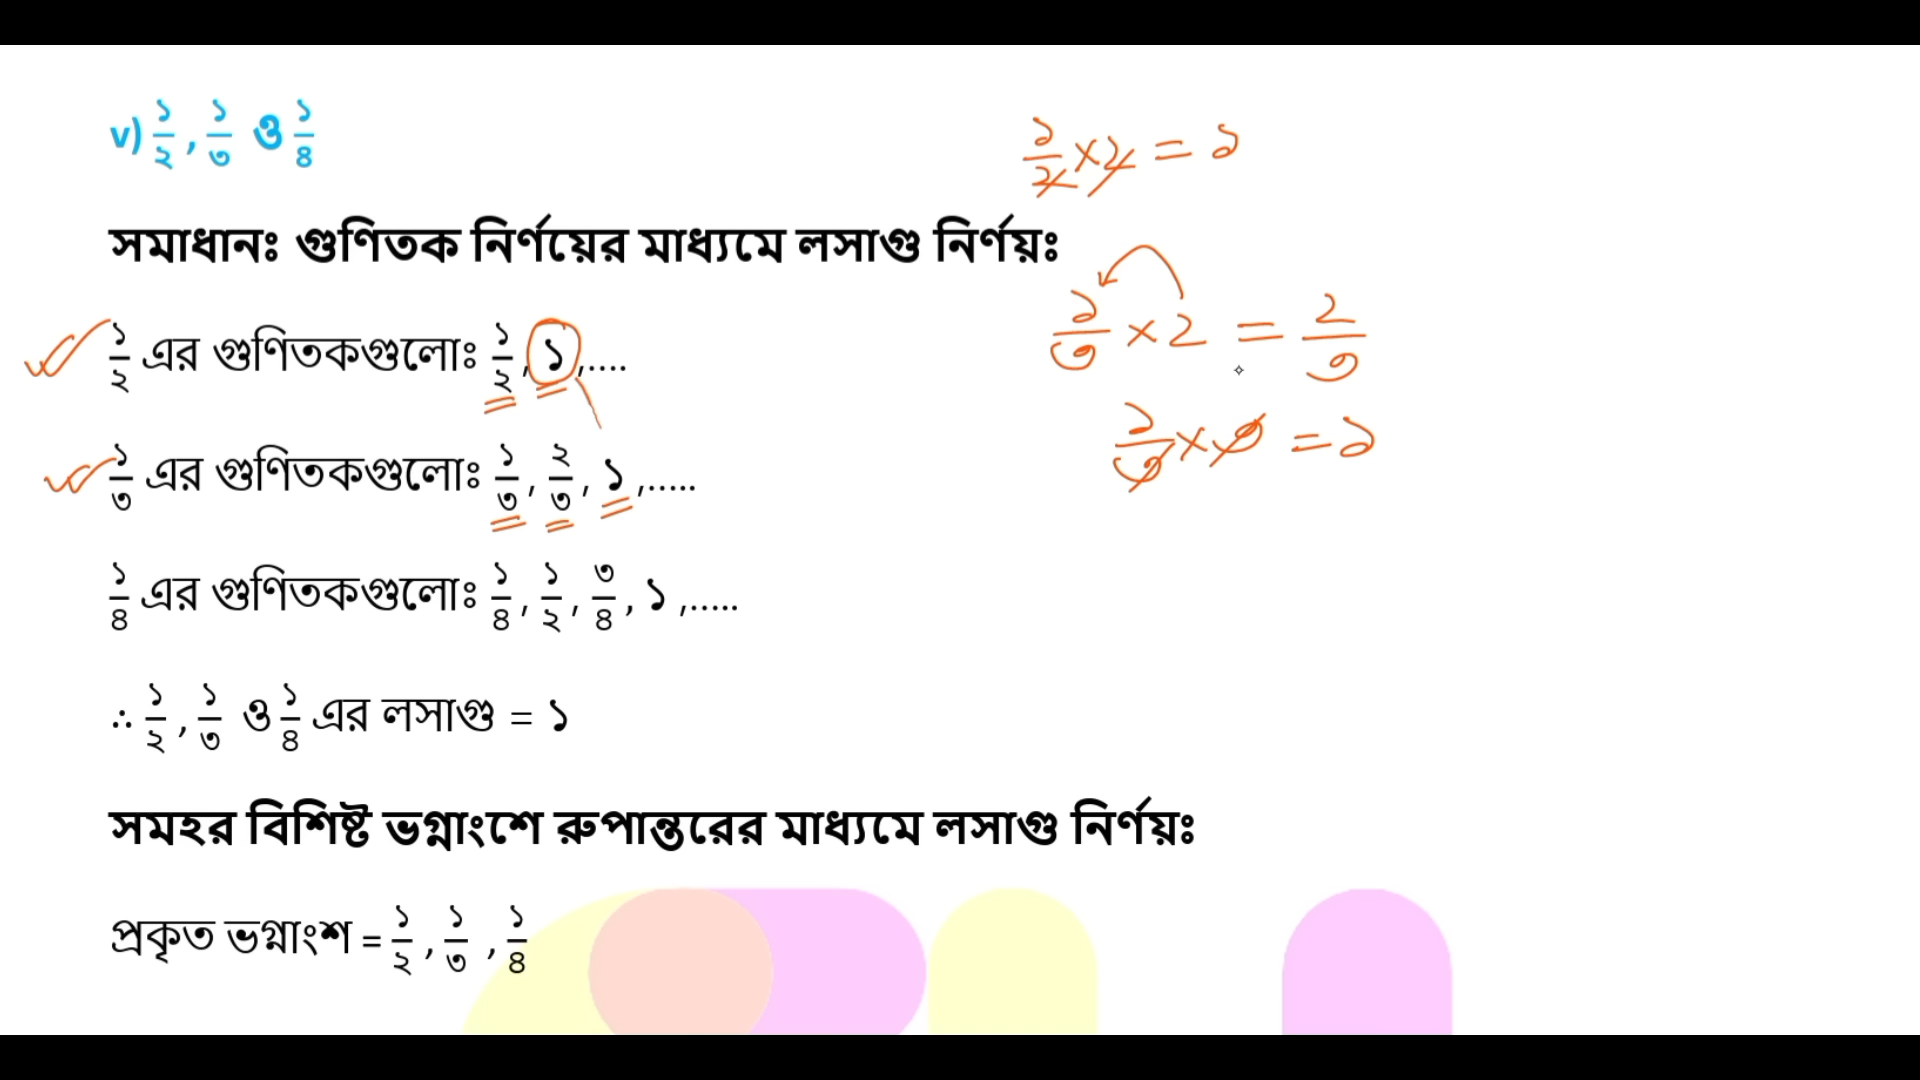 v) ১/২ , ১/৩ ও ১/৪
সমাধানঃ গুণিতক নির্ণয়ের মাধ্যমে লসাগু নির্ণয়ঃ
১/২ এর গুণিতকগুলোঃ ১/২, ১ ,....
১/৩ এর গুণিতকগুলোঃ ১/৩, ২/৩, ১ ,.....
১/৪ এর গুণিতকগুলোঃ ১/৪, ১/২, ৩/৪, ১ ,.....
∴ ১/২ , ১/৩ ও ১/৪ এর লসাগু = ১
সমহর বিশিষ্ট ভগ্নাংশে রুপান্তরের মাধ্যমে লসাগু নির্ণয়ঃ
প্রকৃত ভগ্নাংশ = ১/২ , ১/৩ , ১/৪
১/২ × ২ = ১
১/৩ × ২ = ২/৩
১/৩ × ৩ = ১